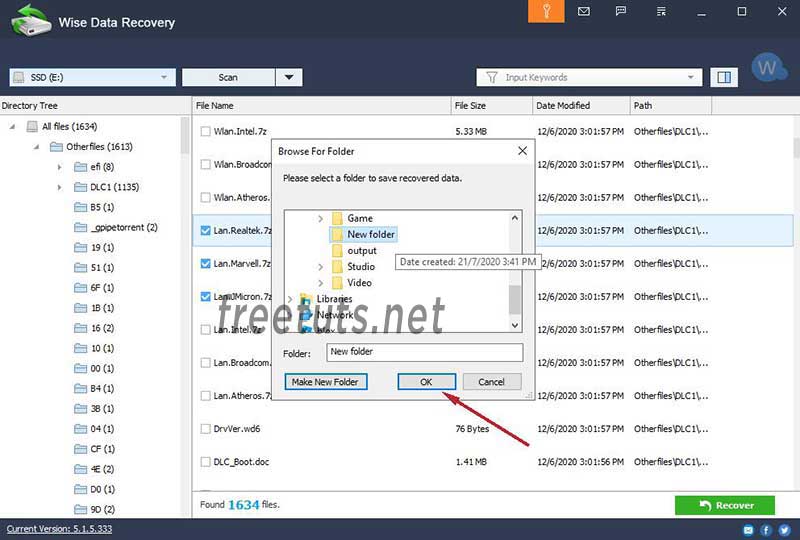 Wise Data Recovery
SSD (E:)
Scan
Input Keywords
W
Directory Tree
File Name
File Size
Date Modified
Path
All files (1634)
Otherfiles (1613)
efi (8)
DLC1 (1135)
B5 (1)
_gpipetorrent (2)
19 (1)
51 (1)
6F (1)
1B (1)
16 (2)
10 (1)
00 (1)
B4 (1)
3B (1)
04 (1)
CF (1)
4E (2)
D0 (1)
9D (2)
Wlan.Intel.7z 5.33 MB 12/6/2020 3:01:57 PM Otherfiles\DLC1\...
Wlan.Broadcom 12/6/2020 3:01:57 PM Otherfiles\DLC1\...
Wlan.Atheros. 12/6/2020 3:01:57 PM Otherfiles\DLC1\...
Lan.Realtek.7z 12/6/2020 3:01:57 PM Otherfiles\DLC1\...
Lan.Marvell.7z 12/6/2020 3:01:57 PM Otherfiles\DLC1\...
Lan.JMicron.7z 12/6/2020 3:01:57 PM Otherfiles\DLC1\...
Lan.Intel.7z 12/6/2020 3:01:57 PM Otherfiles\DLC1\...
Lan.Broadcom. 12/6/2020 3:01:57 PM Otherfiles\DLC1\...
Lan.Atheros.7 12/6/2020 3:01:57 PM Otherfiles\DLC1\...
DrvVer.wd6 76 Bytes 12/6/2020 3:01:57 PM Otherfiles\DLC1\...
DLC_Boot.doc 1.41 MB 12/6/2020 3:01:56 PM Otherfiles\DLC1\...
Browse For Folder
Please select a folder to save recovered data.
Game
New folder
output
Date created: 21/7/2020 3:41 PM
Studio
Video
Libraries
Network
freetuts.net
Folder: New folder
Make New Folder
OK
Cancel
Found 1634 files.
Recover
Current Version: 5.1.5.333